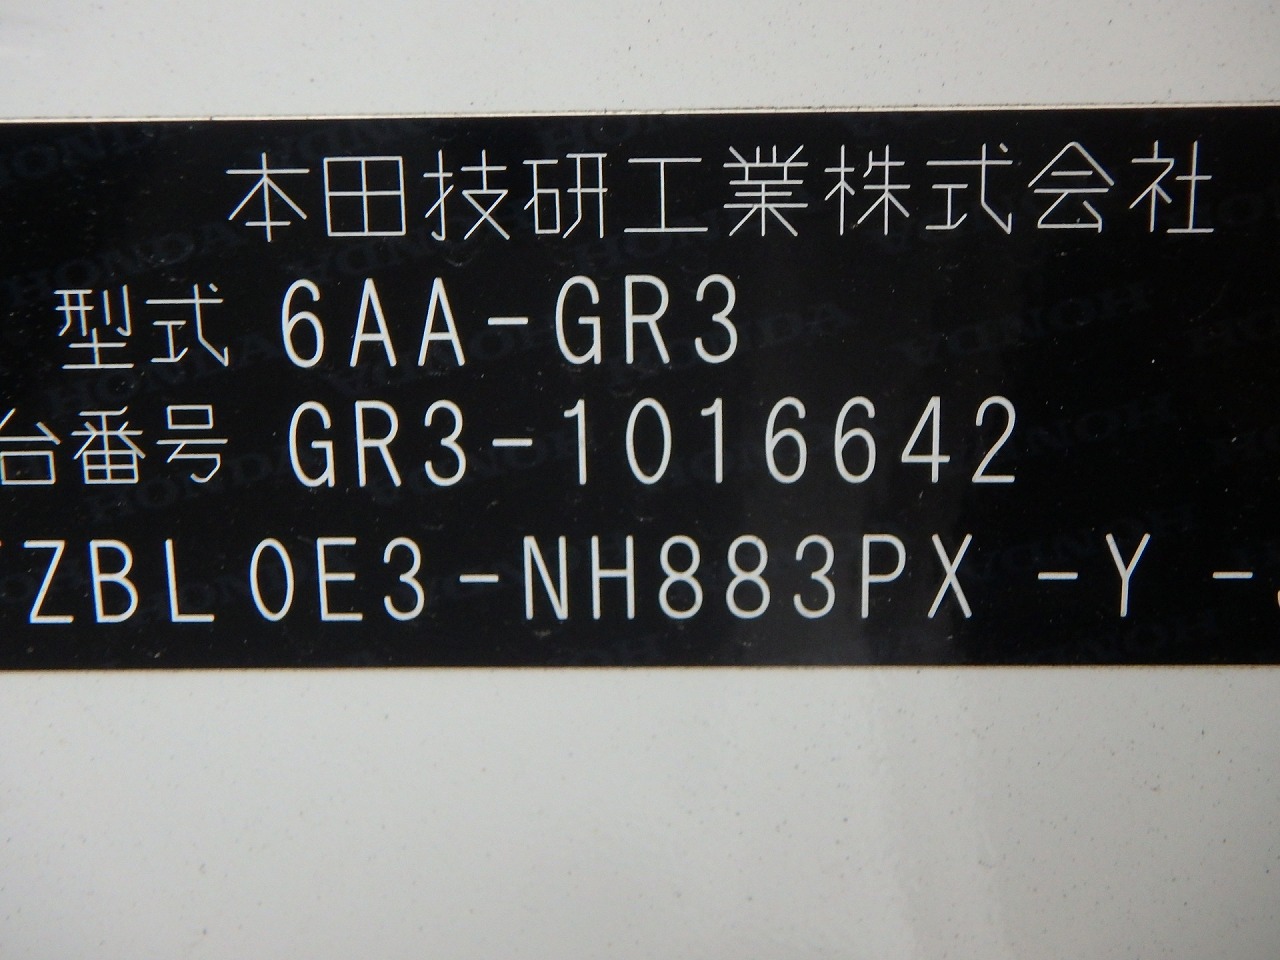 本田技研工業株式会社
型式 6AA-GR3
台番号 GR3-1016642
ZBL0E3-NH883PX -Y -